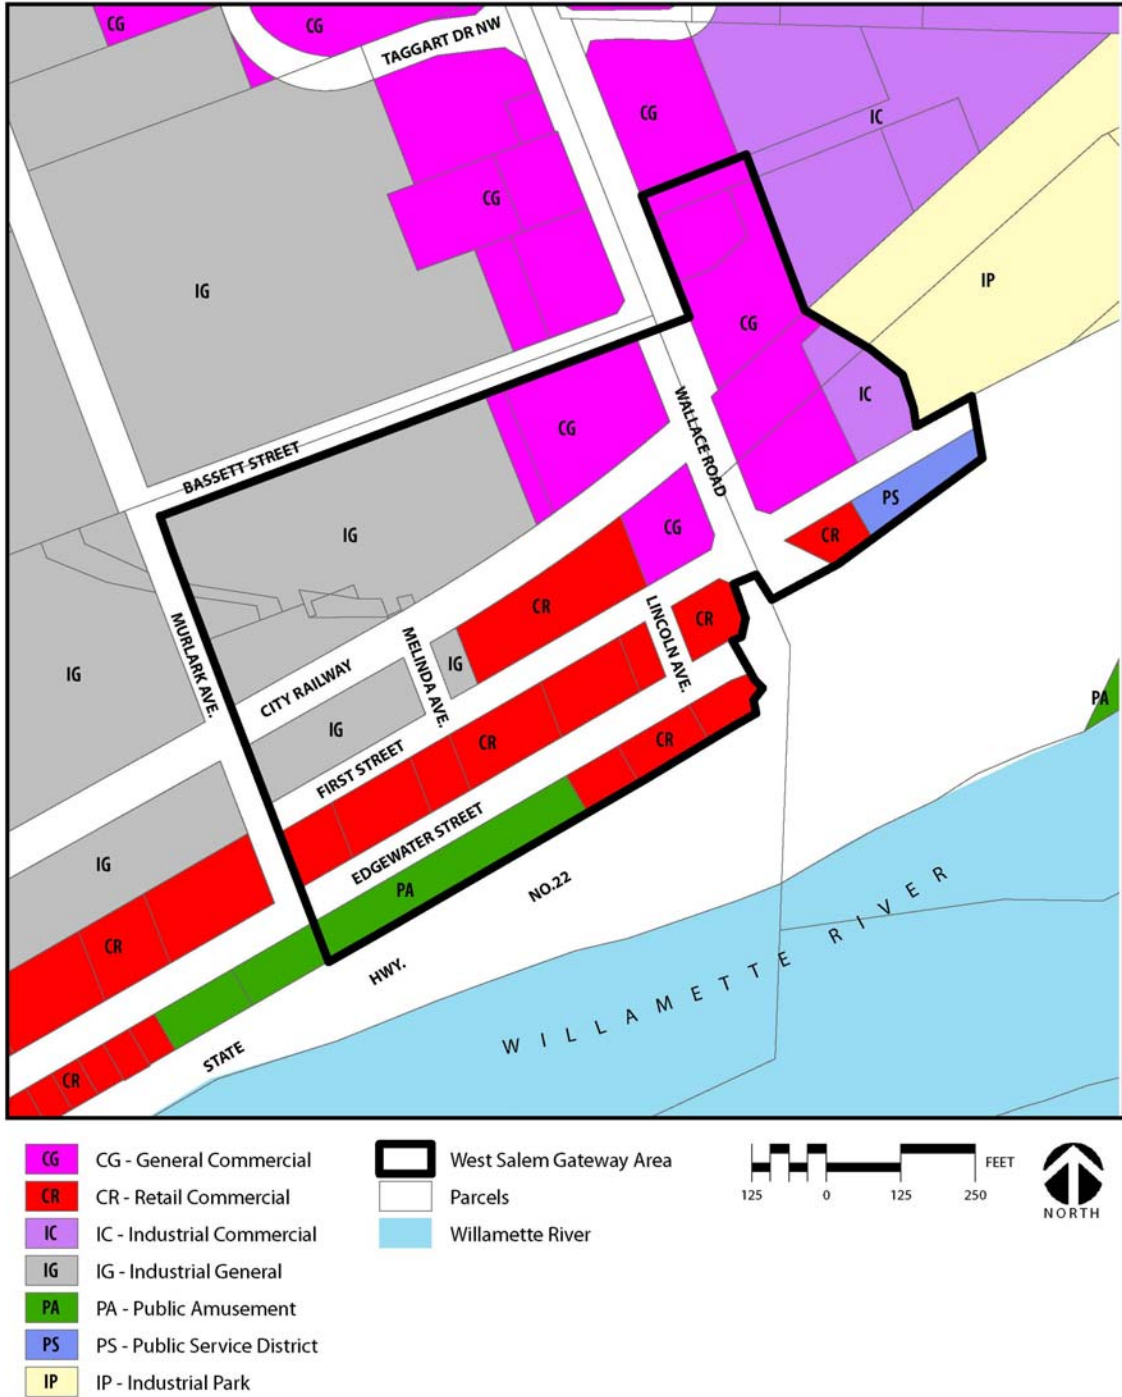 CG
CG
TAGGART DR NW
CG
IC
CG
IG
IP
CG
IC
WALLACE ROAD
CG
BASSETT STREET
PS
IG
CG
CR
CR
LINCOLN AVE.
CR
MURLARK AVE.
MELINDA AVE.
IG
IG
CITY RAILWAY
PA
IG
CR
CR
FIRST STREET
EDGEWATER STREET
IG
PA
NO.22
CR
HWY.
WILLAMETTE RIVER
STATE
CR
CG CG - General Commercial
CR CR - Retail Commercial
IC IC - Industrial Commercial
IG IG - Industrial General
PA PA - Public Amusement
PS PS - Public Service District
IP IP - Industrial Park
West Salem Gateway Area
Parcels
Willamette River
125 0 125 250 FEET
NORTH